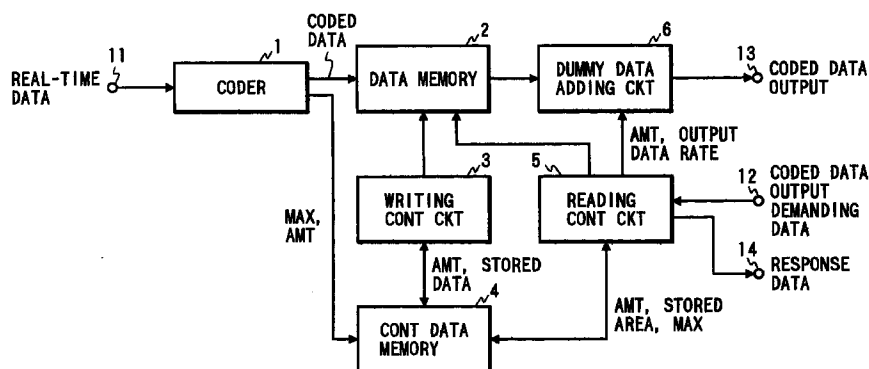 CODED
DATA
1
2
6
11
13
REAL-TIME
DATA
CODER
DATA MEMORY
DUMMY DATA
ADDING CKT
CODED DATA
OUTPUT
AMT, OUTPUT
DATA RATE
3
5
12
WRITING
CONT CKT
READING
CONT CKT
CODED DATA
OUTPUT
DEMANDING
DATA
MAX,
AMT
14
RESPONSE
DATA
AMT, STORED
DATA
4
AMT, STORED
AREA, MAX
CONT DATA
MEMORY